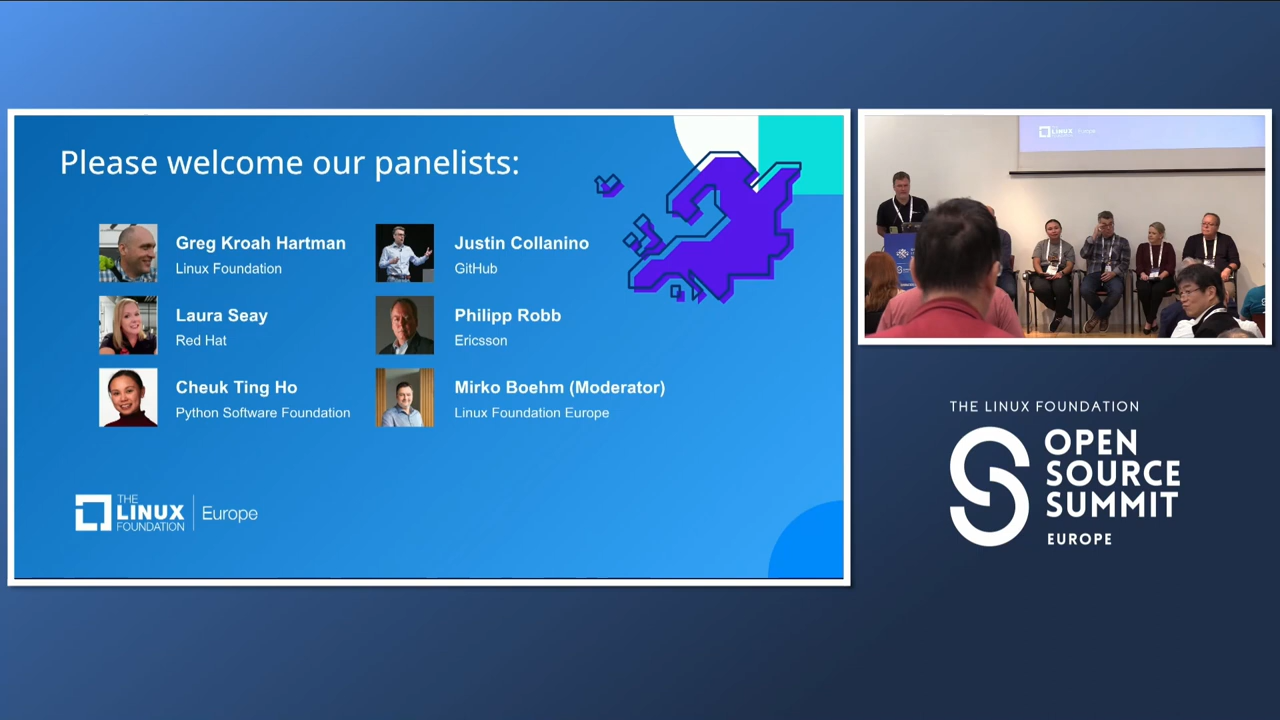 Please welcome our panelists:
Greg Kroah Hartman
Linux Foundation
Justin Collanino
GitHub
Laura Seay
Red Hat
Philipp Robb
Ericsson
Cheuk Ting Ho
Python Software Foundation
Mirko Boehm (Moderator)
Linux Foundation Europe
THE
LINUX
FOUNDATION
Europe
LINUX
Europe
THE LINUX FOUNDATION
OPEN
SOURCE
SUMMIT
EUROPE